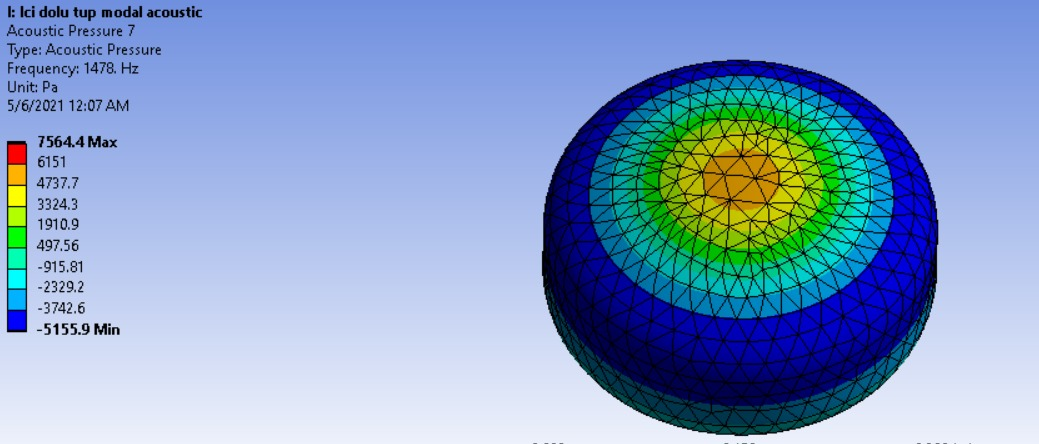 I: Ici dolu tup modal acoustic
Acoustic Pressure 7
Type: Acoustic Pressure
Frequency: 1478. Hz
Unit: Pa
5/6/2021 12:07 AM
7564.4 Max
6151
4737.7
3324.3
1910.9
497.56
-915.81
-2329.2
-3742.6
-5155.9 Min